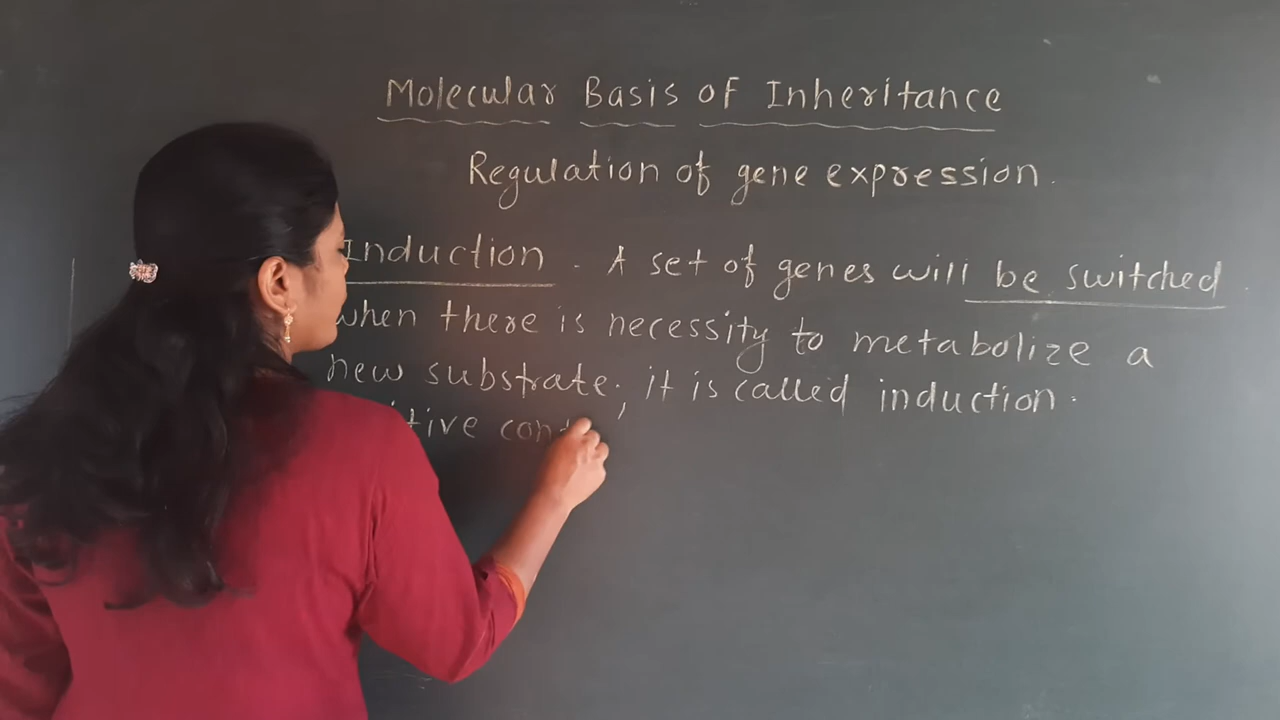 Molecular Basis of Inheritance
Regulation of gene expression.
Induction. A set of genes will be switched.
when there is necessity to metabolize a
new substrate; it is called induction.